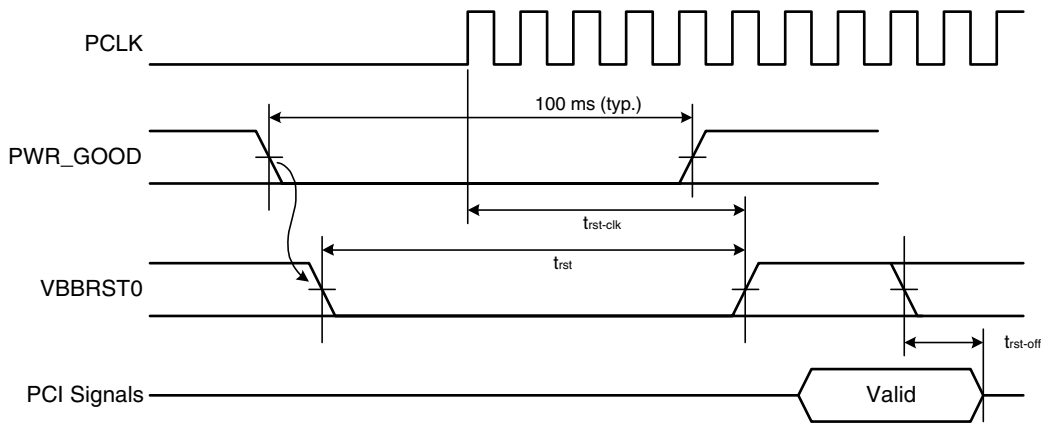 PCLK
100 ms (typ.)
PWR_GOOD
trst-clk
trst
VBBRST0
trst-off
PCI Signals
Valid